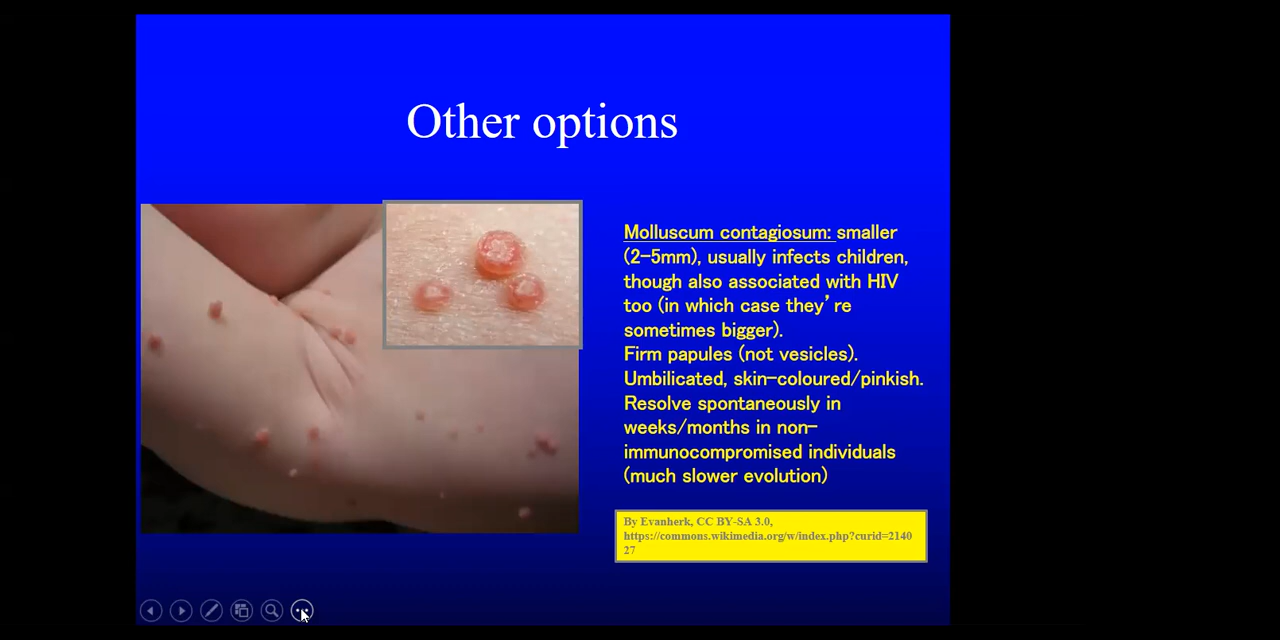 Other options
Molluscum contagiosum: smaller
(2-5mm), usually infects children,
though also associated with HIV
too (in which case they're
sometimes bigger).
Firm papules (not vesicles).
Umbilicated, skin-coloured/pinkish.
Resolve spontaneously in
weeks/months in non-
immunocompromised individuals
(much slower evolution)
By Evanherk, CC BY-SA 3.0,
https://commons.wikimedia.org/w/index.php?curid=2140
27